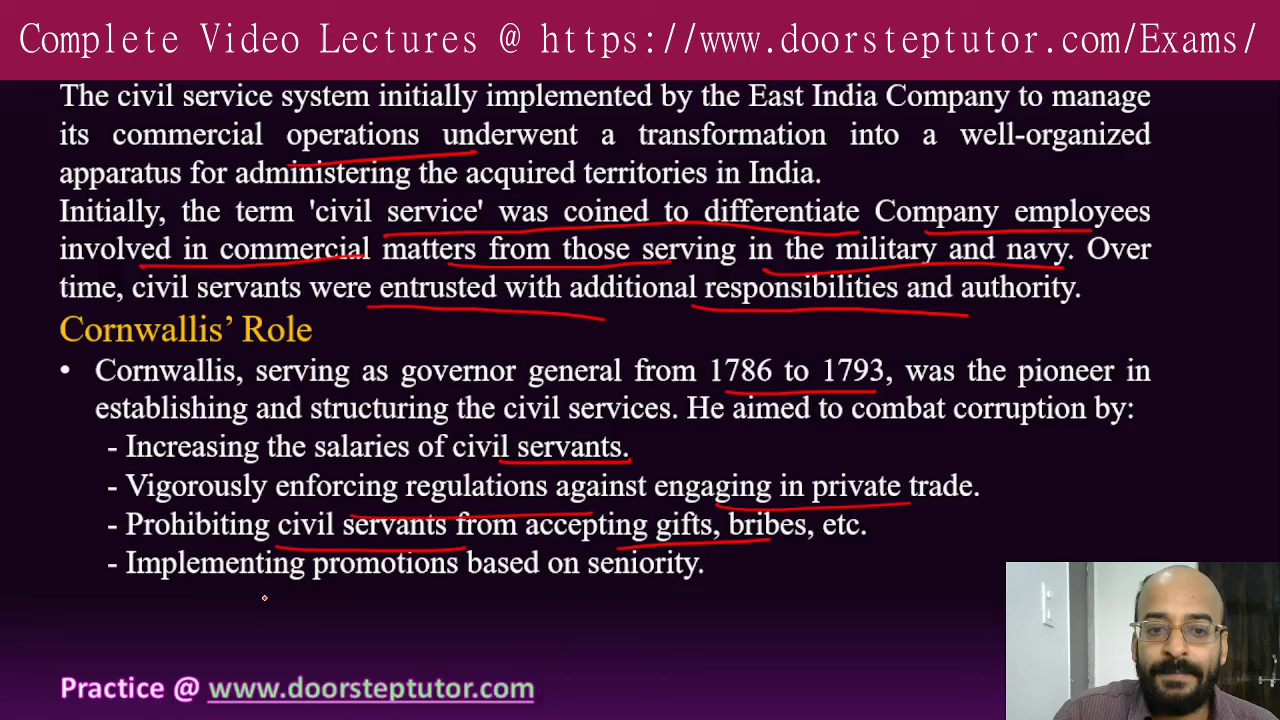 Complete Video Lectures @ https://www.doorsteptutor.com/Exams/
The civil service system initially implemented by the East India Company to manage
its commercial operations underwent a transformation into a well-organized
apparatus for administering the acquired territories in India.
Initially, the term 'civil service' was coined to differentiate Company employees
involved in commercial matters from those serving in the military and navy. Over
time, civil servants were entrusted with additional responsibilities and authority.
Cornwallis’ Role
• Cornwallis, serving as governor general from 1786 to 1793, was the pioneer in
establishing and structuring the civil services. He aimed to combat corruption by:
- Increasing the salaries of civil servants.
- Vigorously enforcing regulations against engaging in private trade.
- Prohibiting civil servants from accepting gifts, bribes, etc.
- Implementing promotions based on seniority.
Practice @ www.doorsteptutor.com